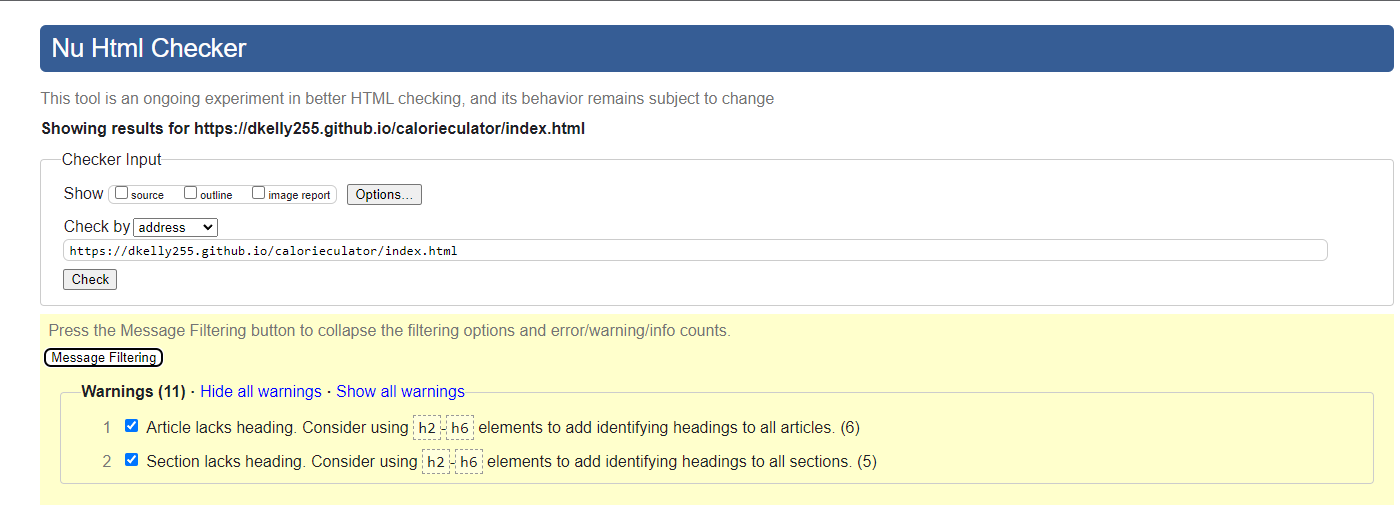 Nu Html Checker
This tool is an ongoing experiment in better HTML checking, and its behavior remains subject to change
Showing results for https://dkelly255.github.io/calorieculator/index.html
Checker Input
Show source outline image report Options...
Check by address
https://dkelly255.github.io/calorieculator/index.html
Check
Press the Message Filtering button to collapse the filtering options and error/warning/info counts.
Message Filtering
Warnings (11) · Hide all warnings · Show all warnings
1 Article lacks heading. Consider using h2-h6 elements to add identifying headings to all articles. (6)
2 Section lacks heading. Consider using h2-h6 elements to add identifying headings to all sections. (5)